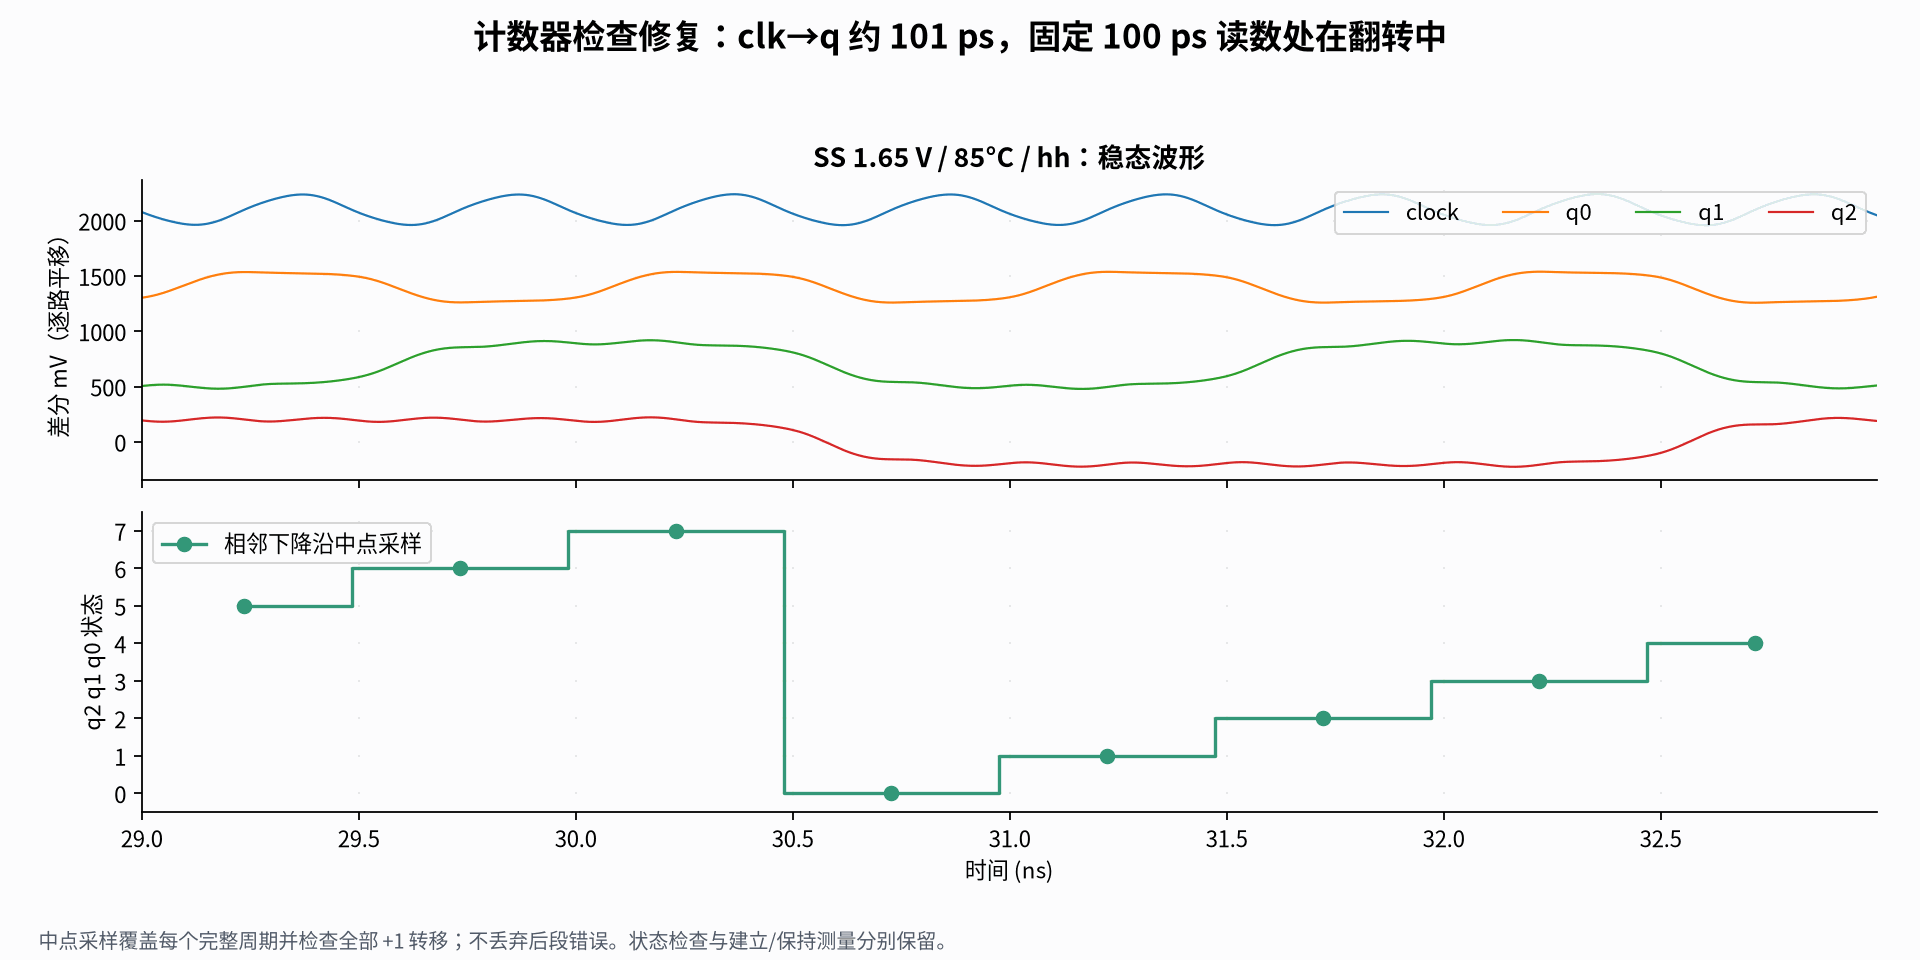 计数器检查修复：clk→q 约 101 ps，固定 100 ps 读数处在翻转中
SS 1.65 V / 85°C / hh：稳态波形
差分 mV（逐路平移）
2000
1500
1000
500
0
clock q0 q1 q2
q2 q1 q0 状态
7
6
5
4
3
2
1
0
相邻下降沿中点采样
29.0 29.5 30.0 30.5 31.0 31.5 32.0 32.5
时间 (ns)
中点采样覆盖每个完整周期并检查全部 +1 转移；不丢弃后段错误。状态检查与建立/保持测量分别保留。